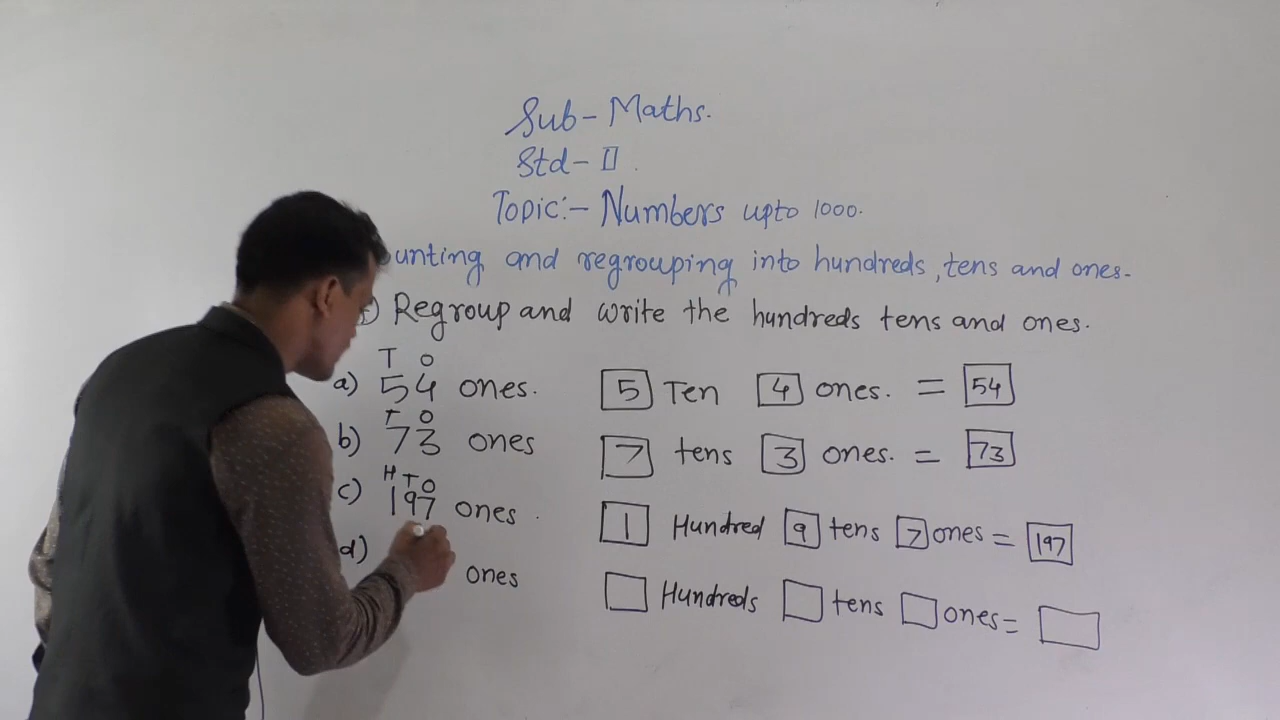 Sub- Maths.
Std- II.
Topic:- Numbers upto 1000.
and regrouping into hundreds, tens and ones.
Regroup and write the hundreds tens and ones.
T O
a) 54 ones. 5 Ten 4 ones. = 54
T O
b) 73 ones 7 tens 3 ones. = 73
H T O
c) 197 ones. 1 Hundred 9 tens 7 ones = 197
d) ones Hundreds tens ones =